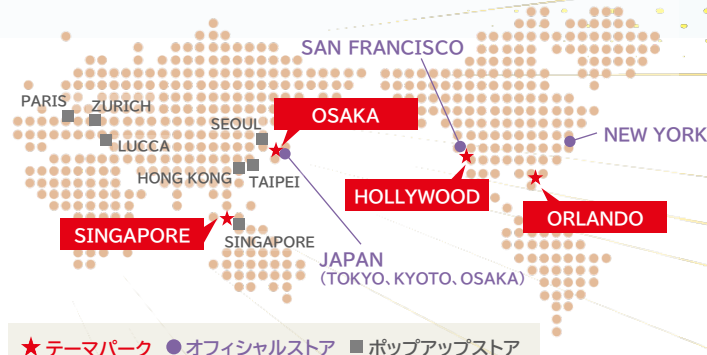 SAN FRANCISCO
PARIS
ZURICH
LUCCA
SEOUL
OSAKA
NEW YORK
HONG KONG
TAIPEI
HOLLYWOOD
ORLANDO
SINGAPORE
SINGAPORE
JAPAN
(TOKYO、KYOTO、OSAKA)
★ テーマパーク ● オフィシャルストア ■ ポップアップストア